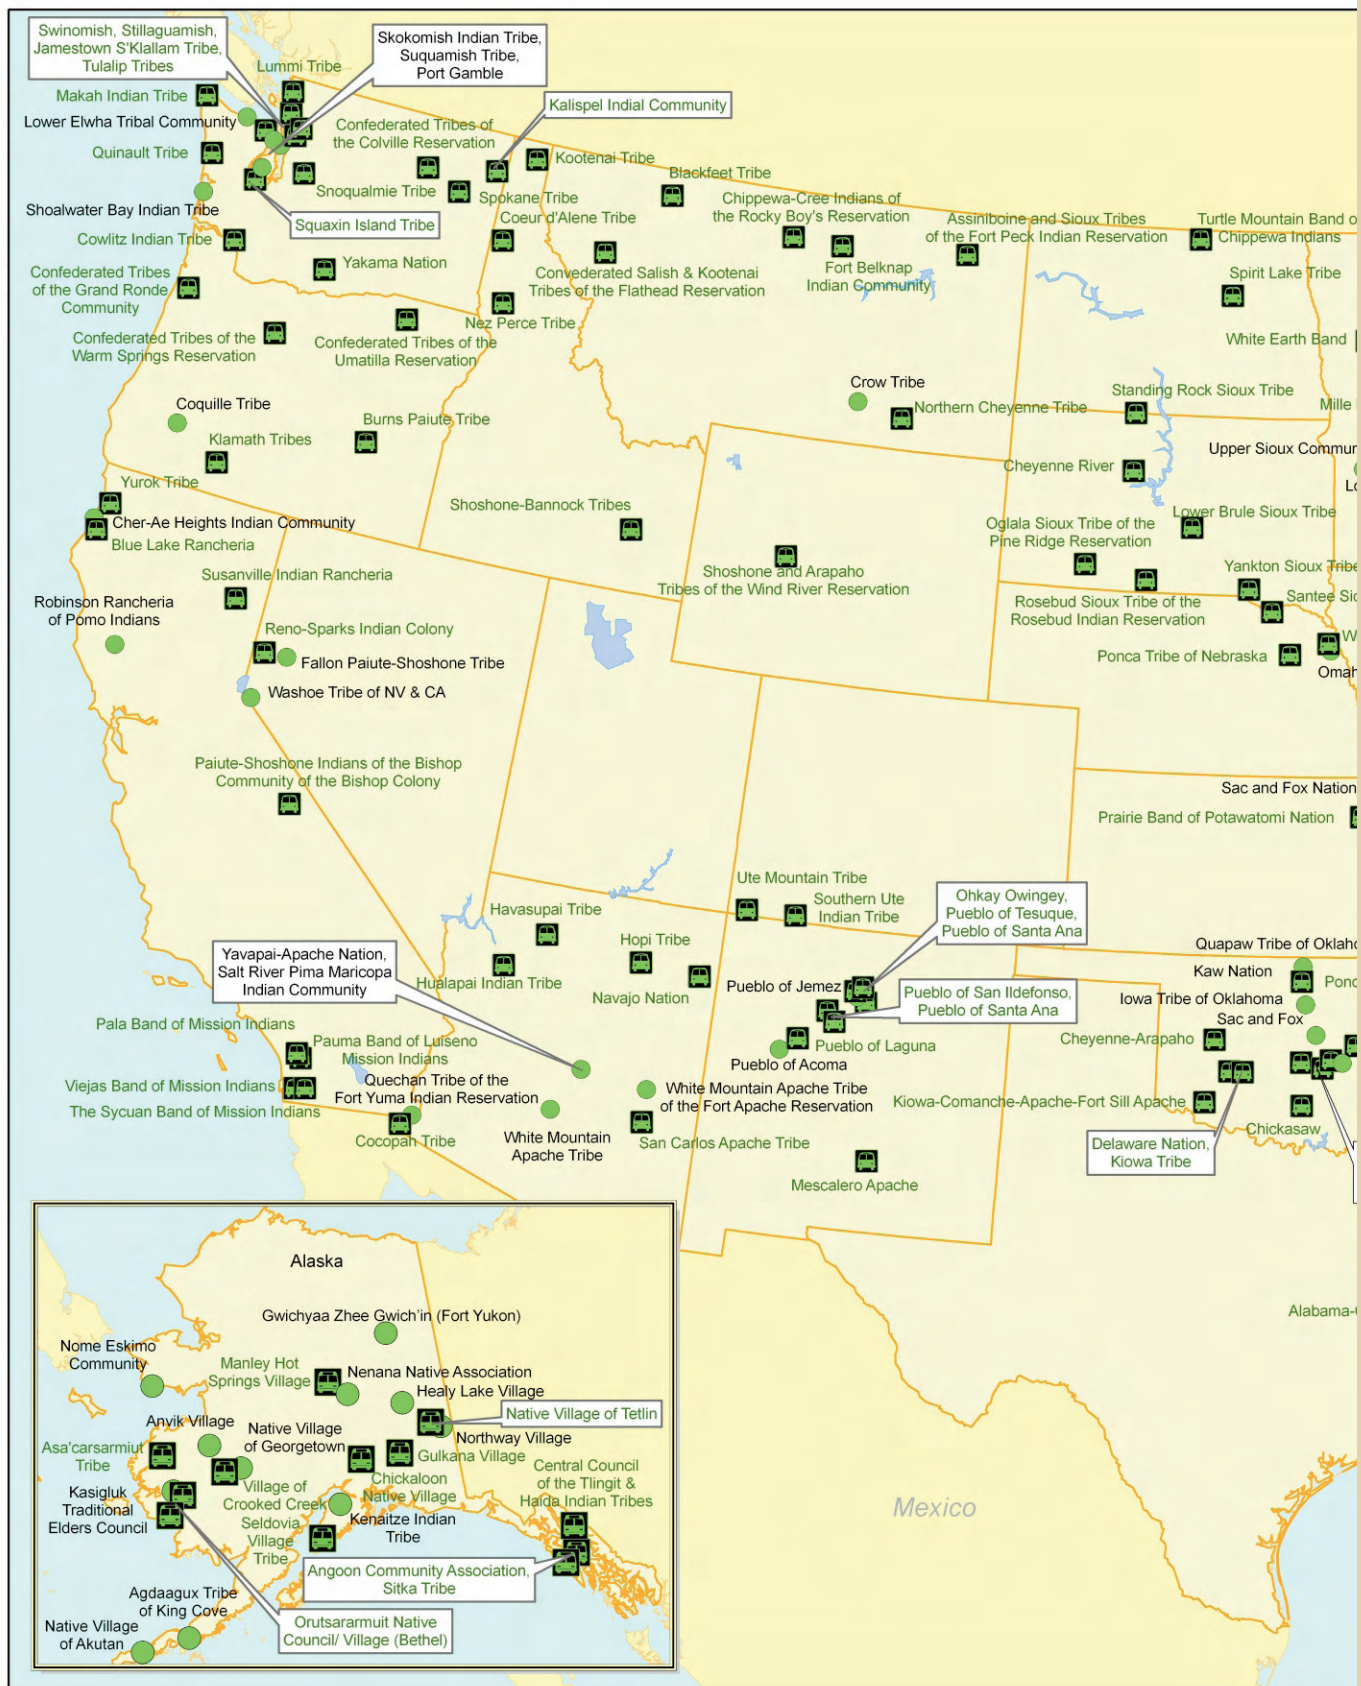 Swinomish, Stillaguamish,
Jamestown S'Klallam Tribe,
Tulalip Tribes
Skokomish Indian Tribe,
Suquamish Tribe,
Port Gamble
Lummi Tribe
Makah Indian Tribe
Lower Elwha Tribal Community
Quinault Tribe
Shoalwater Bay Indian Tribe
Cowlitz Indian Tribe
Confederated Tribes
of the Grand Ronde
Community
Confederated Tribes of the
Warm Springs Reservation
Confederated Tribes of
the Colville Reservation
Kalispel Indial Community
Snoqualmie Tribe
Squaxin Island Tribe
Spokane Tribe
Coeur d'Alene Tribe
Yakama Nation
Kootenai Tribe
Blackfeet Tribe
Chippewa-Cree Indians of
the Rocky Boy's Reservation
Assiniboine and Sioux Tribes
of the Fort Peck Indian Reservation
Turtle Mountain Band o
Chippewa Indians
Convederated Salish & Kootenai
Tribes of the Flathead Reservation
Fort Belknap
Indian Community
Spirit Lake Tribe
Nez Perce Tribe
Confederated Tribes of the
Umatilla Reservation
White Earth Band
Coquille Tribe
Klamath Tribes
Burns Paiute Tribe
Crow Tribe
Northern Cheyenne Tribe
Standing Rock Sioux Tribe
Mille
Upper Sioux Commun
Cheyenne River
Lo
Yurok Tribe
Cher-Ae Heights Indian Community
Blue Lake Rancheria
Shoshone-Bannock Tribes
Lower Brule Sioux Tribe
Oglala Sioux Tribe of the
Pine Ridge Reservation
Shoshone and Arapaho
Tribes of the Wind River Reservation
Yankton Sioux Tribe
Rosebud Sioux Tribe of the
Rosebud Indian Reservation
Santee Sio
Susanville Indian Rancheria
Robinson Rancheria
of Pomo Indians
Reno-Sparks Indian Colony
Fallon Paiute-Shoshone Tribe
Washoe Tribe of NV & CA
W
Ponca Tribe of Nebraska
Omah
Paiute-Shoshone Indians of the Bishop
Community of the Bishop Colony
Sac and Fox Nation
Prairie Band of Potawatomi Nation
Ute Mountain Tribe
Southern Ute
Indian Tribe
Ohkay Owingey,
Pueblo of Tesuque,
Pueblo of Santa Ana
Havasupai Tribe
Hopi Tribe
Hualapai Indian Tribe
Navajo Nation
Yavapai-Apache Nation,
Salt River Pima Maricopa
Indian Community
Pueblo of Jemez
Pueblo of San Ildefonso,
Pueblo of Santa Ana
Pueblo of Laguna
Pueblo of Acoma
Quapaw Tribe of Oklaho
Kaw Nation
Ponc
Iowa Tribe of Oklahoma
Sac and Fox
Cheyenne-Arapaho
Pala Band of Mission Indians
Pauma Band of Luiseno
Mission Indians
Viejas Band of Mission Indians
The Sycuan Band of Mission Indians
Quechan Tribe of the
Fort Yuma Indian Reservation
Cocopah Tribe
White Mountain
Apache Tribe
White Mountain Apache Tribe
of the Fort Apache Reservation
San Carlos Apache Tribe
Mescalero Apache
Kiowa-Comanche-Apache-Fort Sill Apache
Chickasaw
Delaware Nation,
Kiowa Tribe
Alabama-
Mexico
Alaska
Gwichyaa Zhee Gwich'in (Fort Yukon)
Nome Eskimo
Community
Manley Hot
Springs Village
Nenana Native Association
Healy Lake Village
Native Village of Tetlin
Northway Village
Anvik Village
Native Village
of Georgetown
Asa'carsarmiut
Tribe
Gulkana Village
Central Council
of the Tlingit &
Haida Indian Tribes
Chickaloon
Native Village
Village of
Crooked Creek
Kasigluk
Traditional
Elders Council
Seldovia
Village
Tribe
Kenaitze Indian
Tribe
Angoon Community Association,
Sitka Tribe
Agdaagux Tribe
of King Cove
Orutsararmuit Native
Council/ Village (Bethel)
Native Village
of Akutan